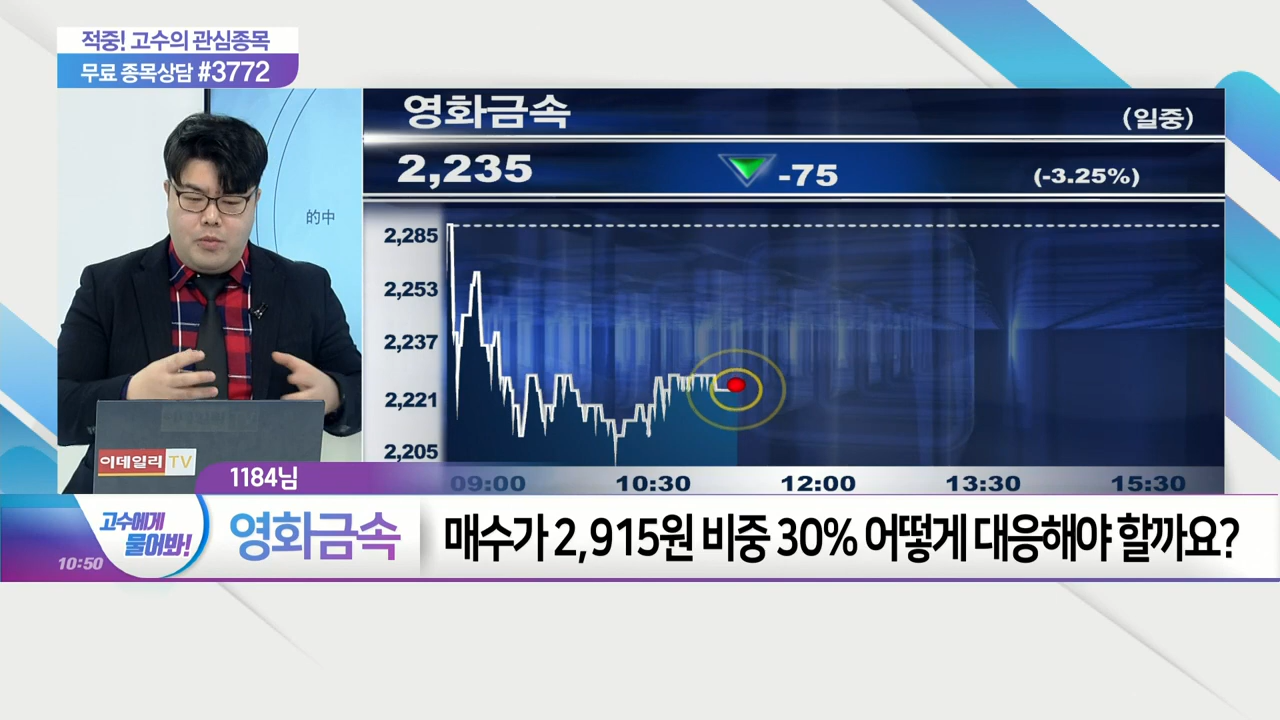 적중! 고수의 관심종목
무료 종목상담 #3772
的中
영화금속
(일중)
2,235
-75
(-3.25%)
2,285
2,253
2,237
2,221
2,205
09:00
10:30
12:00
13:30
15:30
이데일리 TV
1184님
고수에게
물어봐!
10:50
영화금속
매수가 2,915원 비중 30% 어떻게 대응해야 할까요?